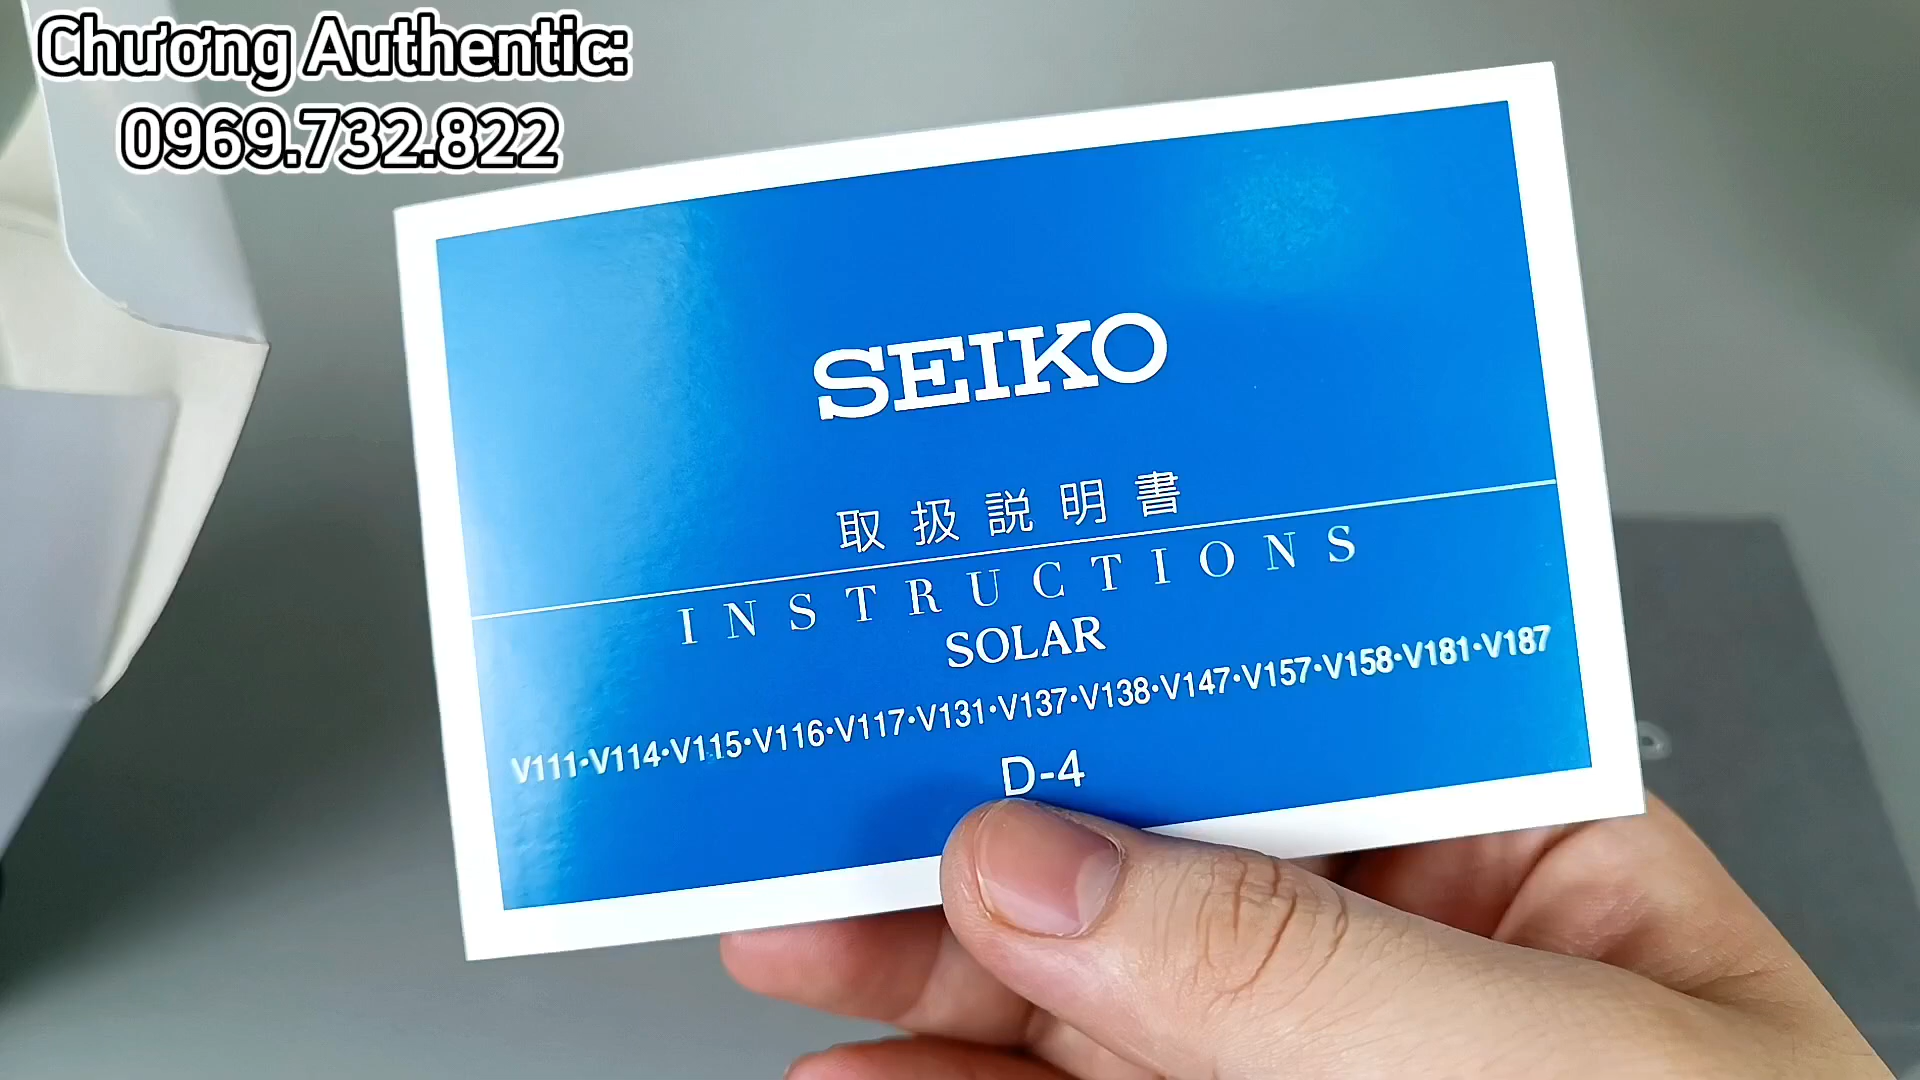 Chương Authentic:
0969.732.822
SEIKO
取扱説明書
INSTRUCTIONS
SOLAR
V111·V114·V115·V116·V117·V131·V137·V138·V147·V157·V158·V181·V187
D-4